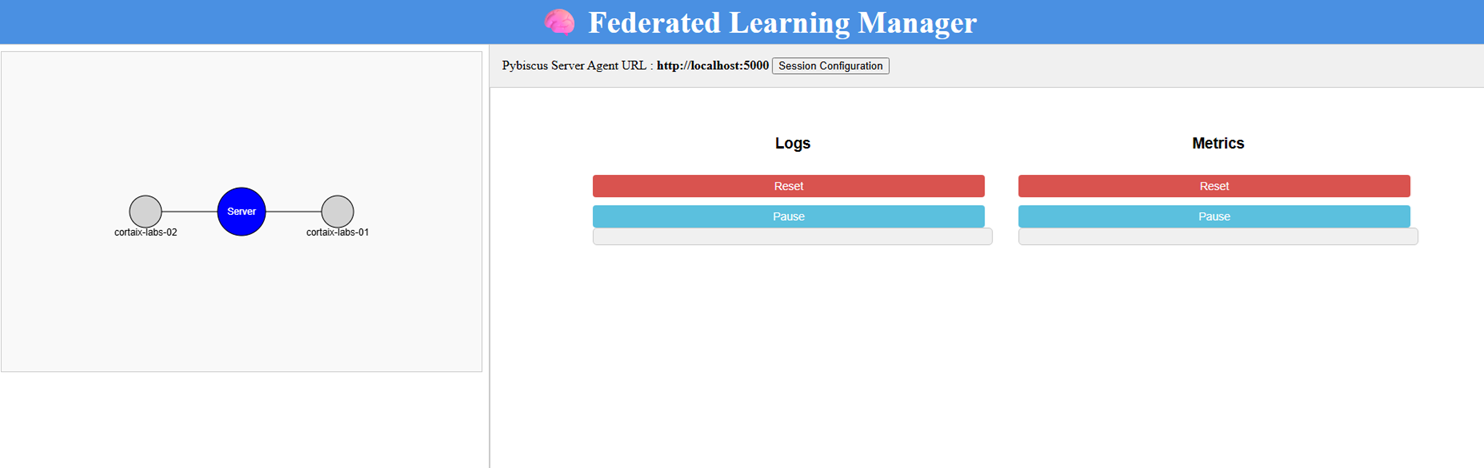 🧠 Federated Learning Manager
Pybiscus Server Agent URL : http://localhost:5000 Session Configuration
Server
cortaix-labs-02
cortaix-labs-01
Logs
Reset
Pause
Metrics
Reset
Pause